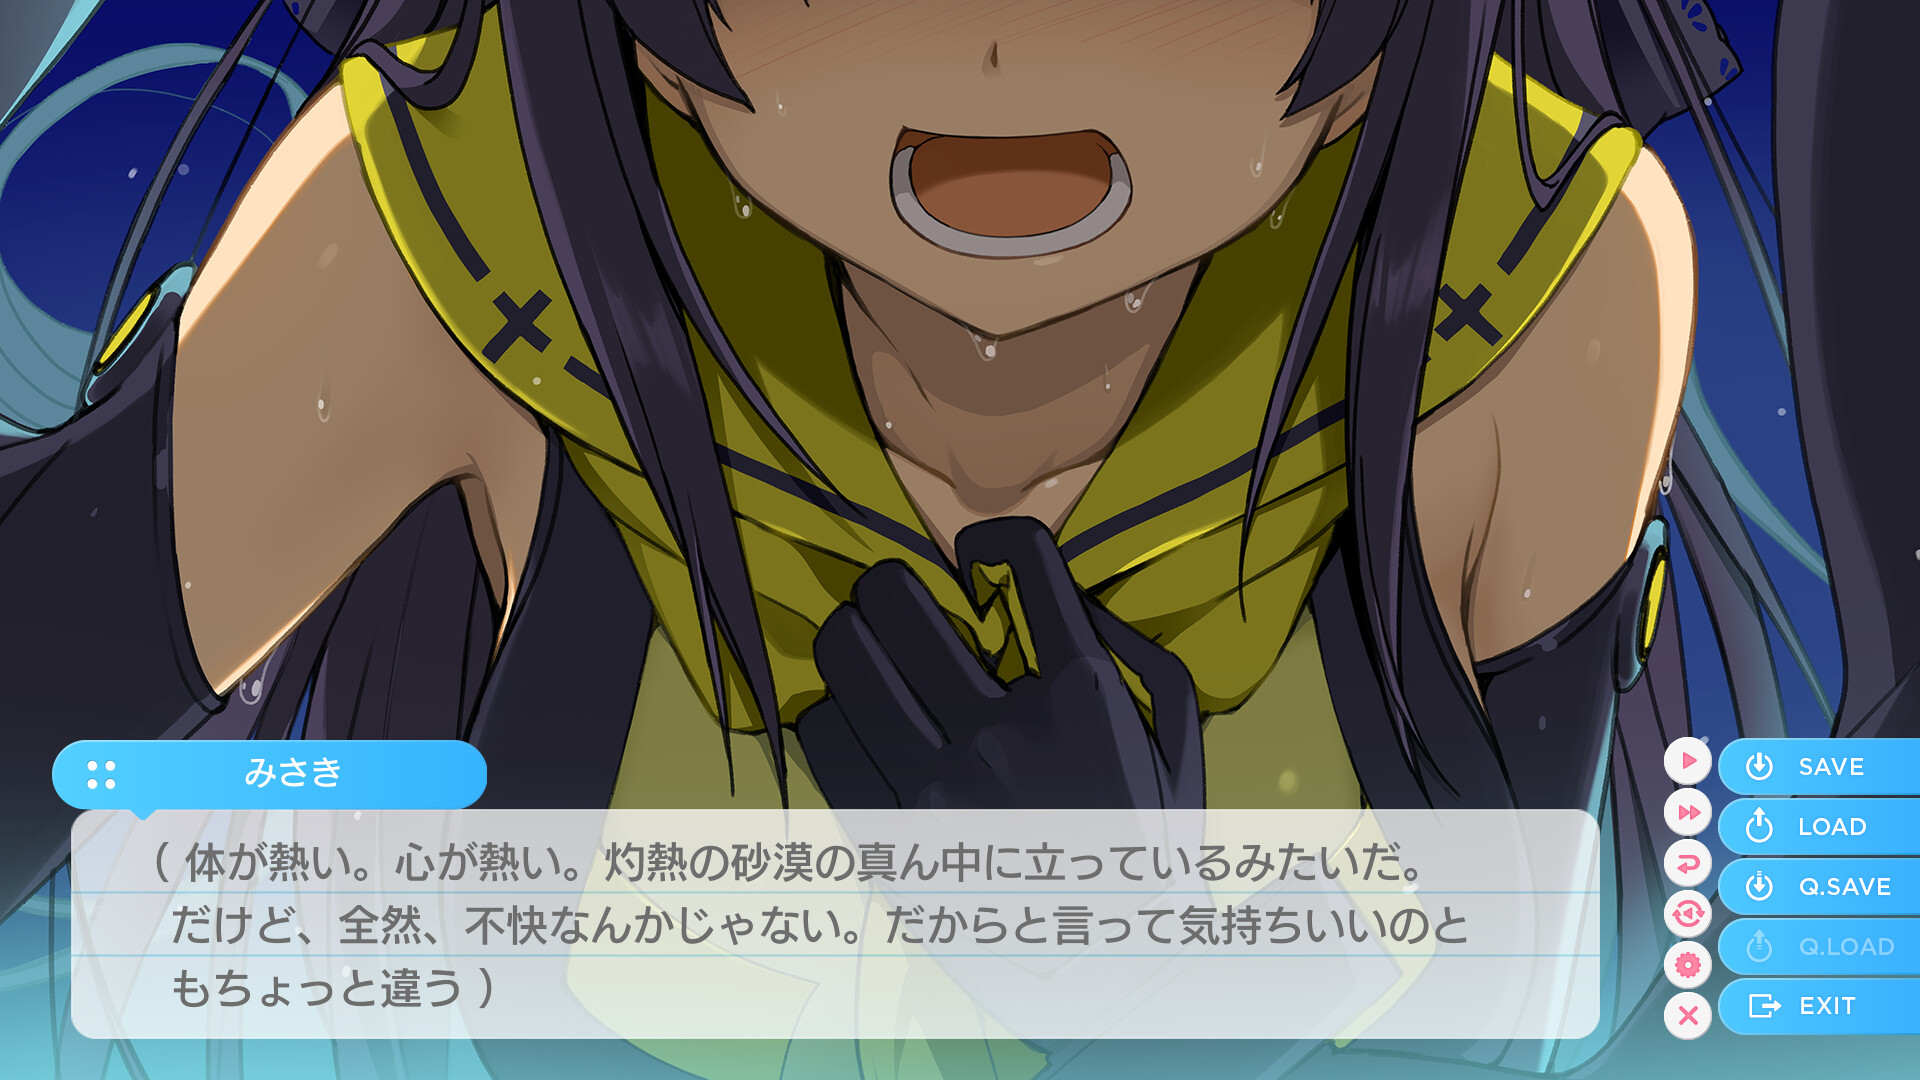 みさき
（ 体が熱い。心が熱い。灼熱の砂漠の真ん中に立っているみたいだ。
だけど、全然、不快なんかじゃない。だからと言って気持ちいいのと
もちょっと違う ）
SAVE
LOAD
Q.SAVE
Q.LOAD
EXIT